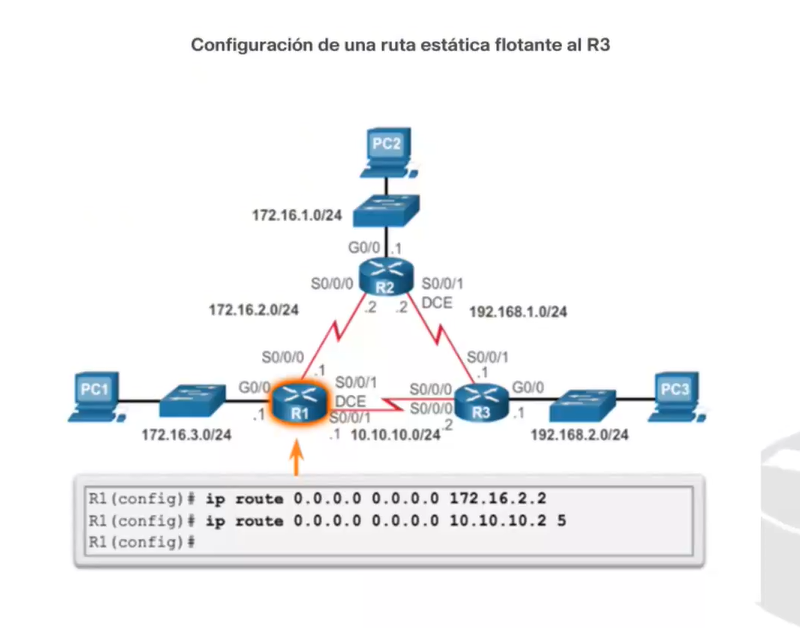 Configuración de una ruta estática flotante al R3
PC2
172.16.1.0/24
G0/0 .1
S0/0/0 R2 S0/0/1
.2 .2 DCE
172.16.2.0/24 192.168.1.0/24
S0/0/0 .1 S0/0/1 .1
PC1 G0/0 .1 R1 S0/0/1 DCE S0/0/0 R3 G0/0 .1 PC3
S0/0/1 S0/0/0
172.16.3.0/24 .1 10.10.10.0/24 .2 192.168.2.0/24
R1(config)# ip route 0.0.0.0 0.0.0.0 172.16.2.2
R1(config)# ip route 0.0.0.0 0.0.0.0 10.10.10.2 5
R1(config)#